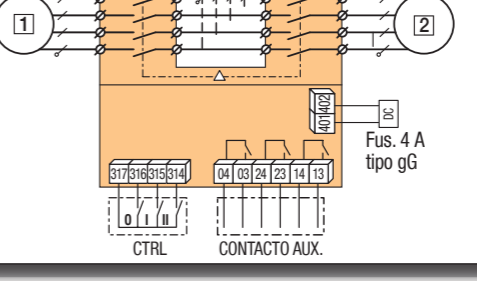 1
2
401 402
DC
Fus. 4 A
tipo gG
317 316 315 314
04 03 24 23 14 13
0 I II
CTRL
CONTACTO AUX.